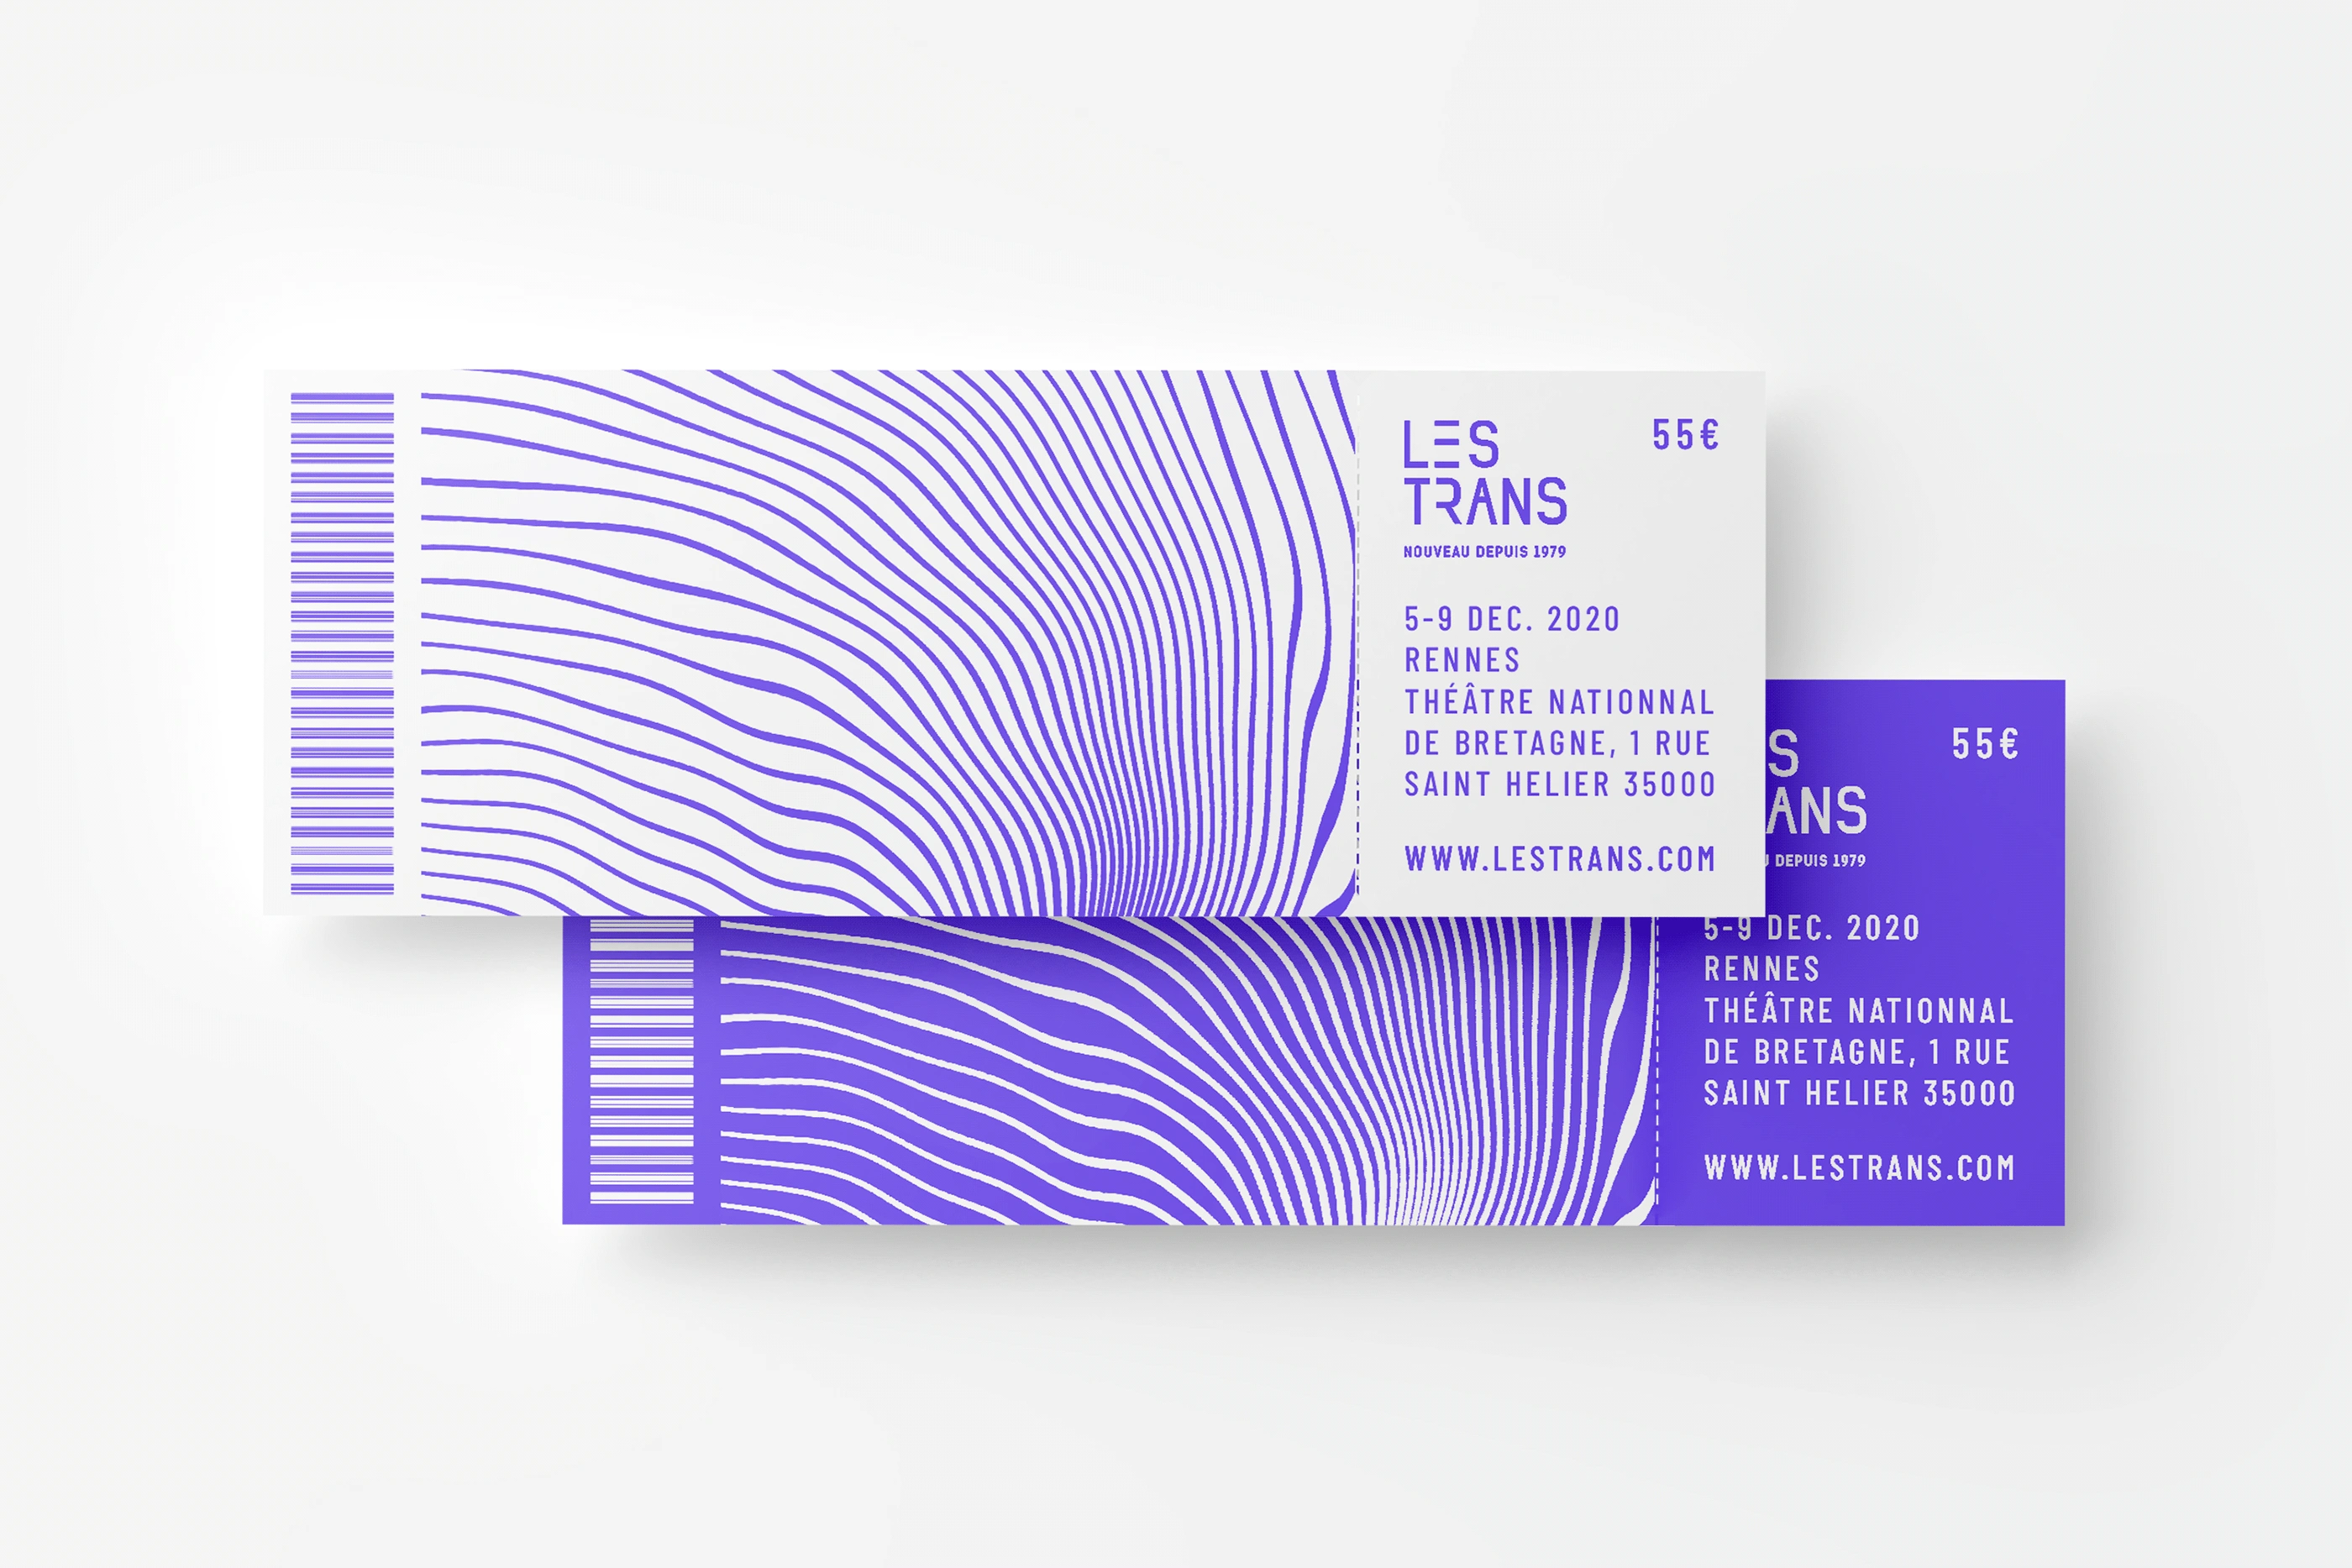 LES
TRANS
NOUVEAU DEPUIS 1979
55€
5-9 DEC. 2020
RENNES
THÉÂTRE NATIONNAL
DE BRETAGNE, 1 RUE
SAINT HELIER 35000
WWW.LESTRANS.COM
S
ANS
DEPUIS 1979
55€
5-9 DEC. 2020
RENNES
THÉÂTRE NATIONNAL
DE BRETAGNE, 1 RUE
SAINT HELIER 35000
WWW.LESTRANS.COM